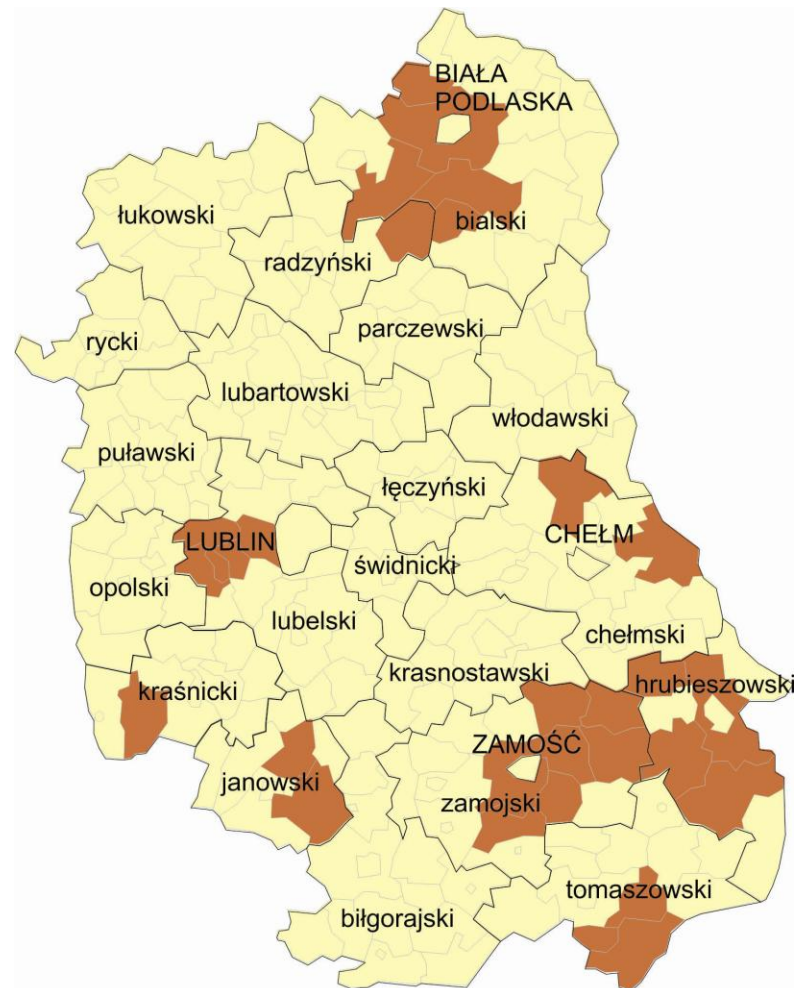 BIAŁA
PODLASKA
łukowski
bialski
radzyński
parczewski
rycki
lubartowski
włodawski
puławski
łęczyński
LUBLIN
CHEŁM
świdnicki
opolski
lubelski
chełmski
krasnostawski
kraśnicki
hrubieszowski
ZAMOŚĆ
janowski
zamojski
tomaszowski
biłgorajski